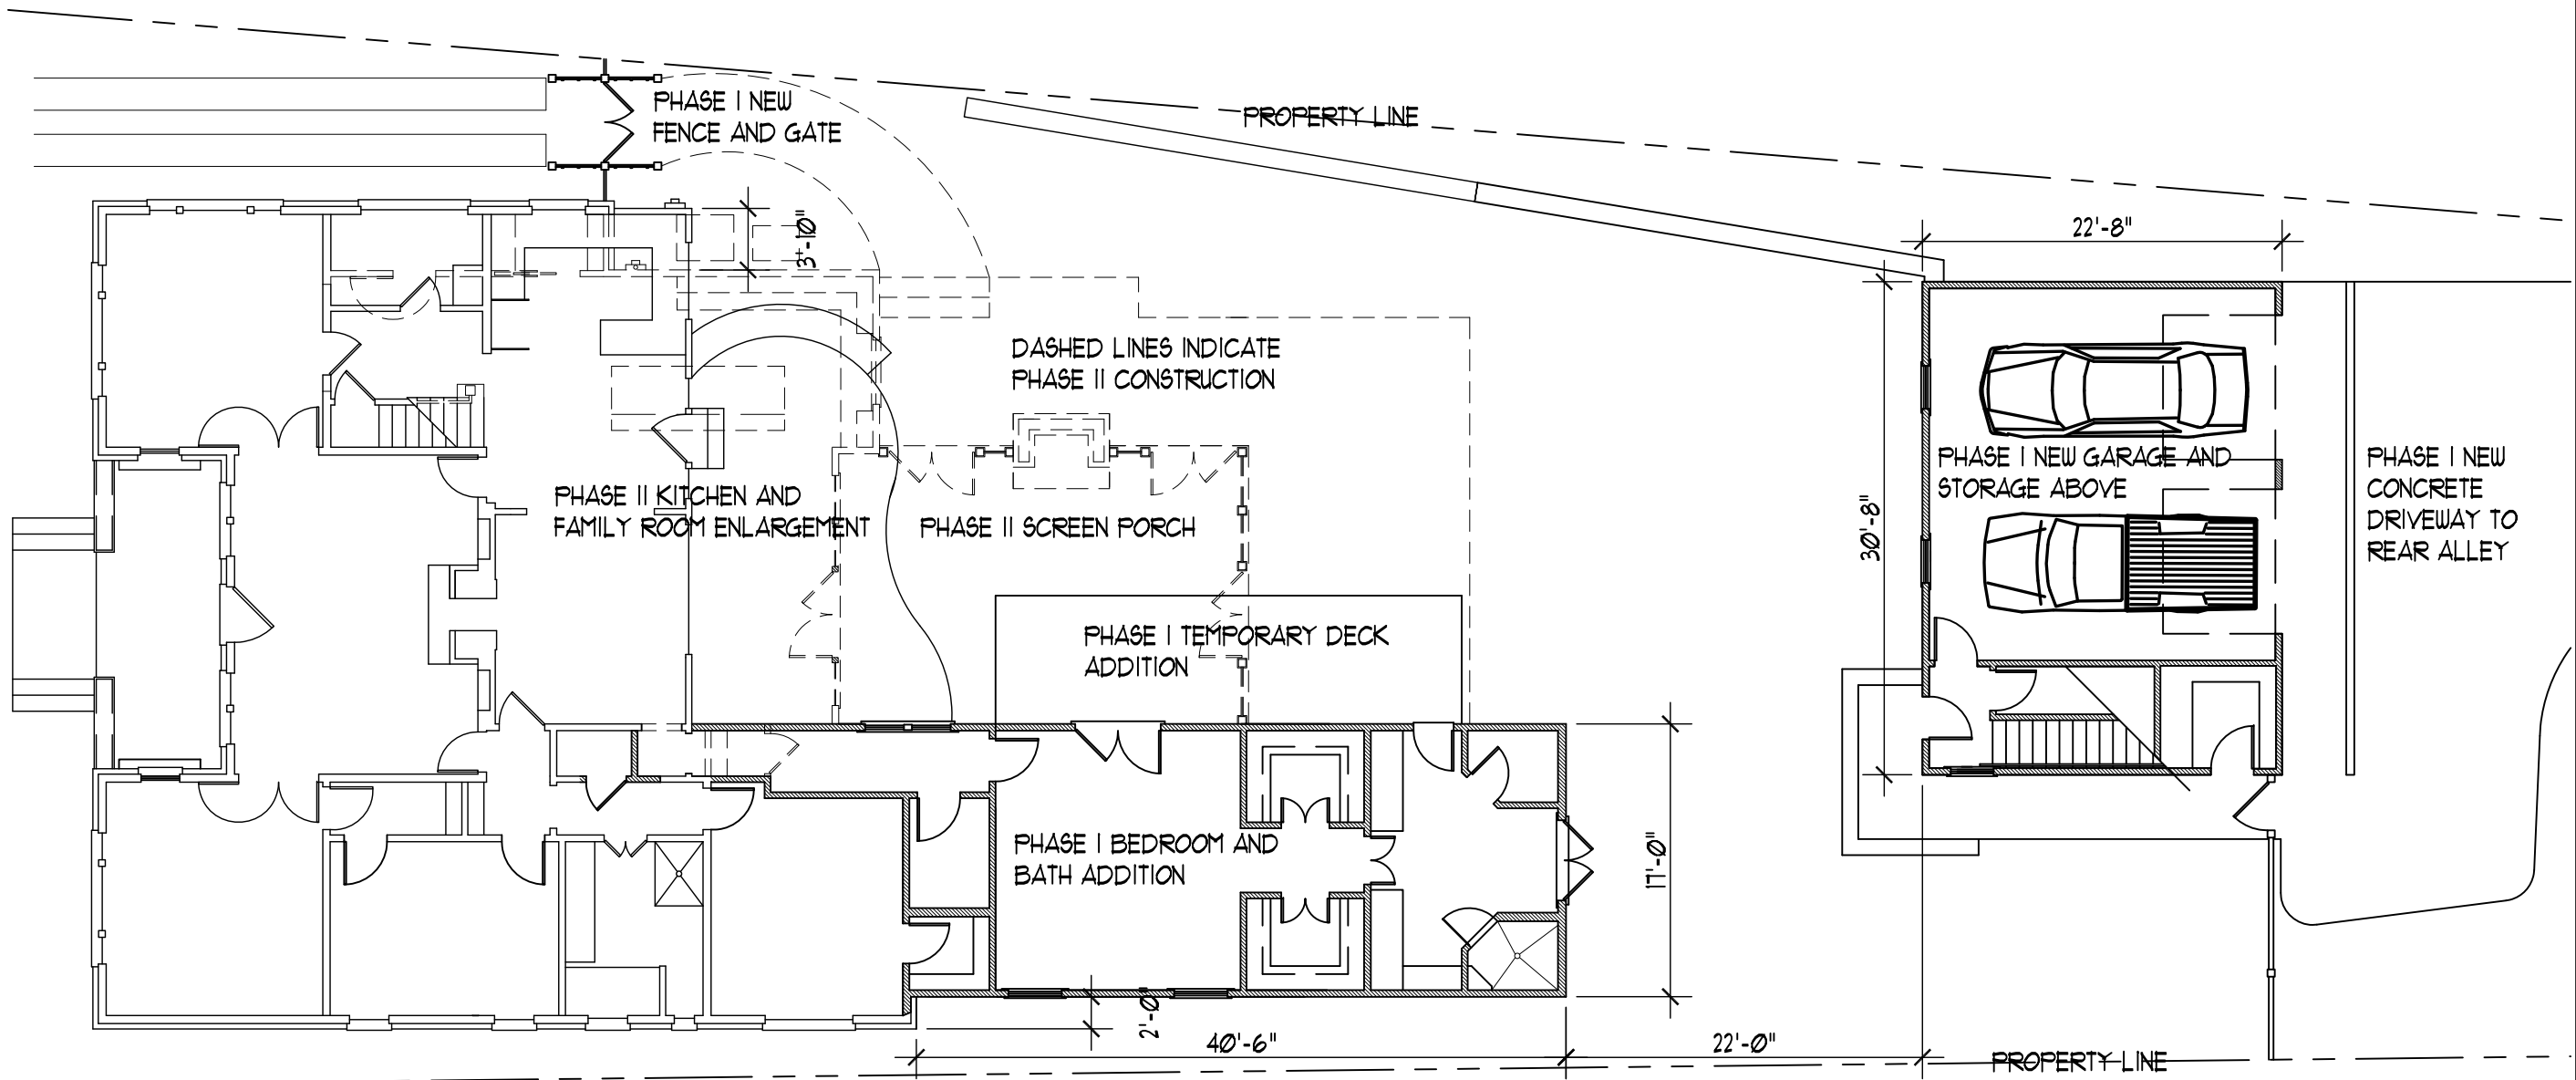 PHASE I NEW
FENCE AND GATE
PROPERTY LINE
3'-10"
22'-8"
DASHED LINES INDICATE
PHASE II CONSTRUCTION
PHASE I NEW GARAGE AND
STORAGE ABOVE
PHASE I NEW
CONCRETE
DRIVEWAY TO
REAR ALLEY
PHASE II KITCHEN AND
FAMILY ROOM ENLARGEMENT
PHASE II SCREEN PORCH
30'-8"
PHASE I TEMPORARY DECK
ADDITION
PHASE I BEDROOM AND
BATH ADDITION
17'-0"
2'-0"
40'-6"
22'-0"
PROPERTY LINE